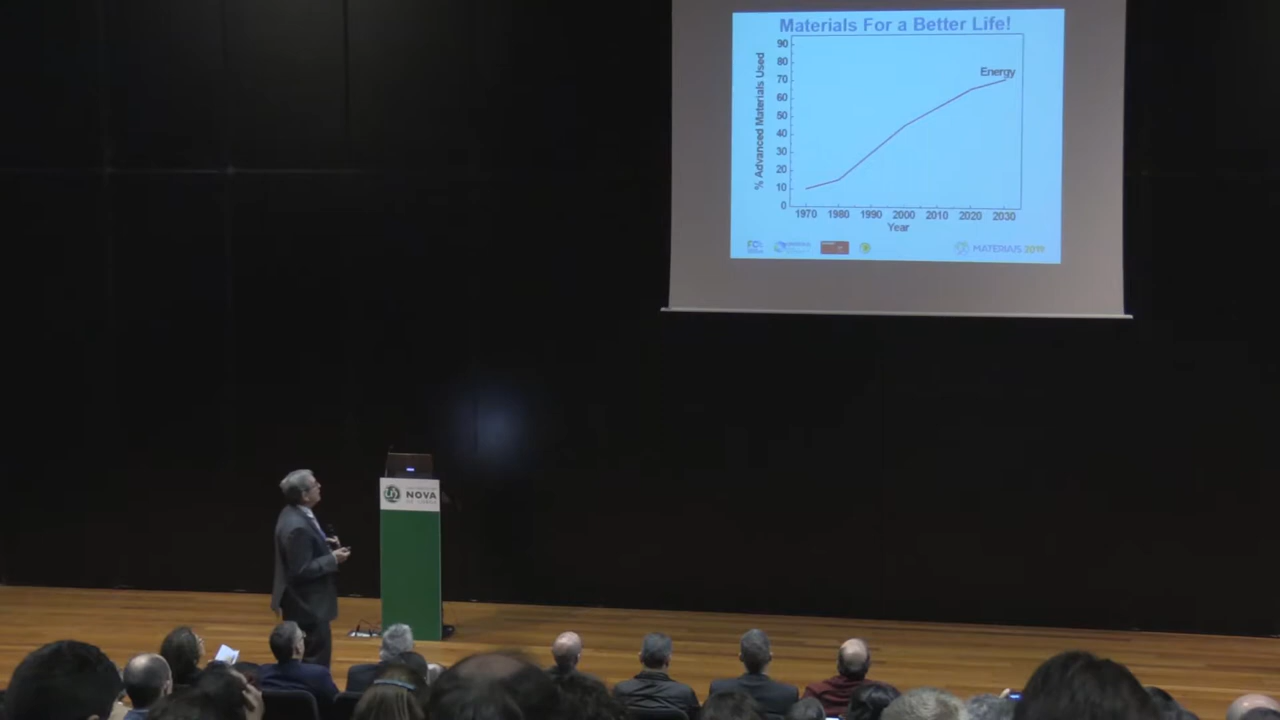 Materials For a Better Life!
% Advanced Materials Used
90
80
70
60
50
40
30
20
10
0
Energy
1970 1980 1990 2000 2010 2020 2030
Year
MATERIAIS 2019
NOVA